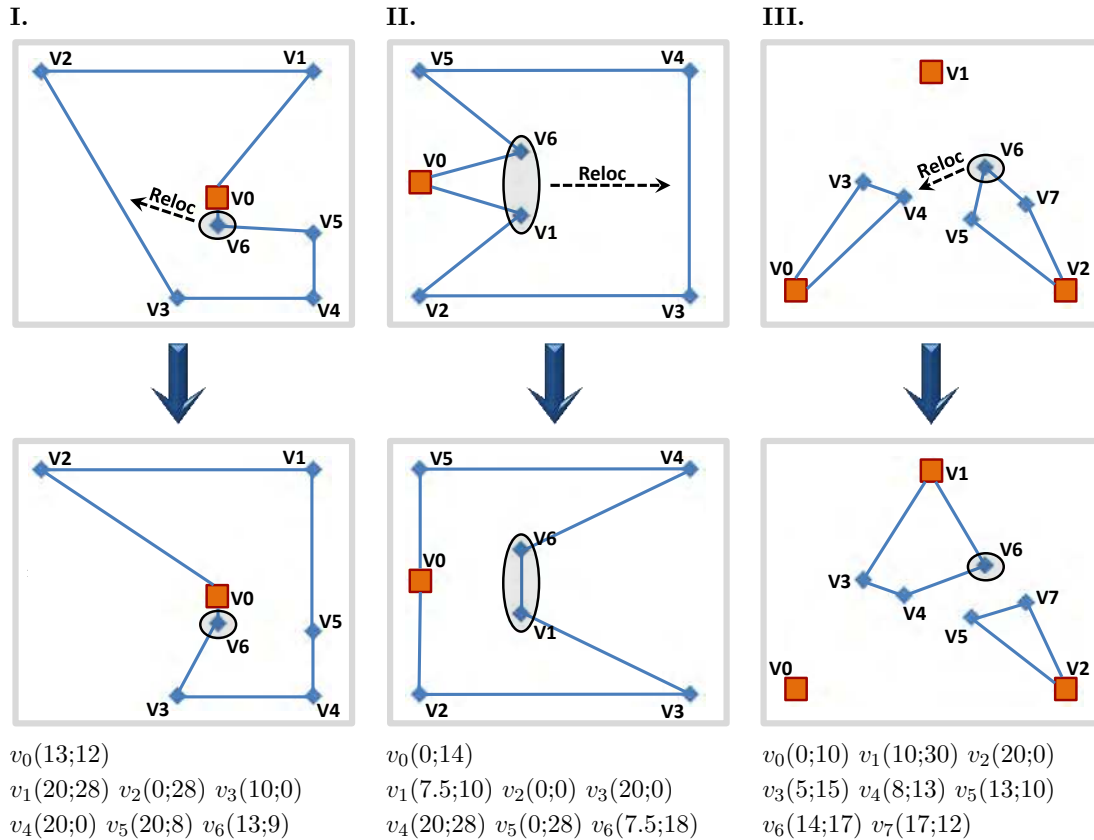 I. II. III.
V2 V1
Reloc
V0
V6
V5
V3 V4
V5 V4
V6
V0
Reloc
V1
V2 V3
V1
V6
Reloc
V3
V4
V7
V5
V0 V2
V2 V1
V0
V6
V5
V3 V4
V5 V4
V6
V0
V1
V2 V3
V1
V6
V3
V4
V7
V5
V0 V2
v0(13;12)
v1(20;28) v2(0;28) v3(10;0)
v4(20;0) v5(20;8) v6(13;9)
v0(0;14)
v1(7.5;10) v2(0;0) v3(20;0)
v4(20;28) v5(0;28) v6(7.5;18)
v0(0;10) v1(10;30) v2(20;0)
v3(5;15) v4(8;13) v5(13;10)
v6(14;17) v7(17;12)